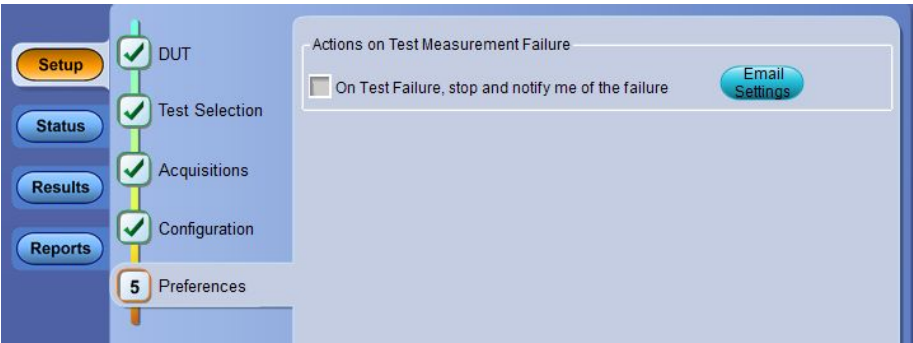 Setup
Status
Results
Reports
DUT
Test Selection
Acquisitions
Configuration
5 Preferences
Actions on Test Measurement Failure
On Test Failure, stop and notify me of the failure
Email
Settings